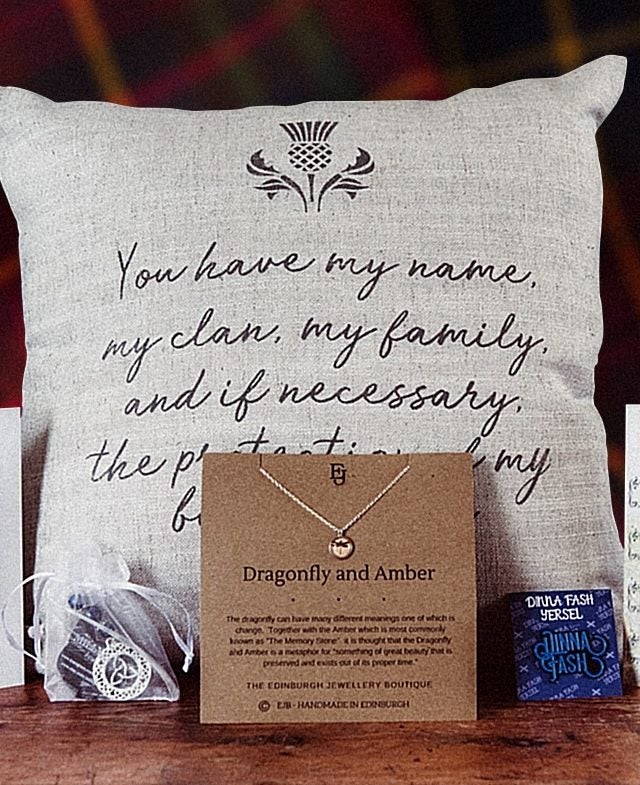 You have my name,
my clan, my family,
and if necessary,
the protection of my
EJ
Dragonfly and Amber
The dragonfly can have many different meanings one of which is
change. Together with the Amber which is most commonly
known as "The Memory Stone" it is thought that the Dragonfly
and Amber is a metaphor for "something of great beauty that is
preserved and exists out of its proper time."
THE EDINBURGH JEWELLERY BOUTIQUE
© EJB - HANDMADE IN EDINBURGH
DINNA FASH
YERSEL
DINNA
FASH